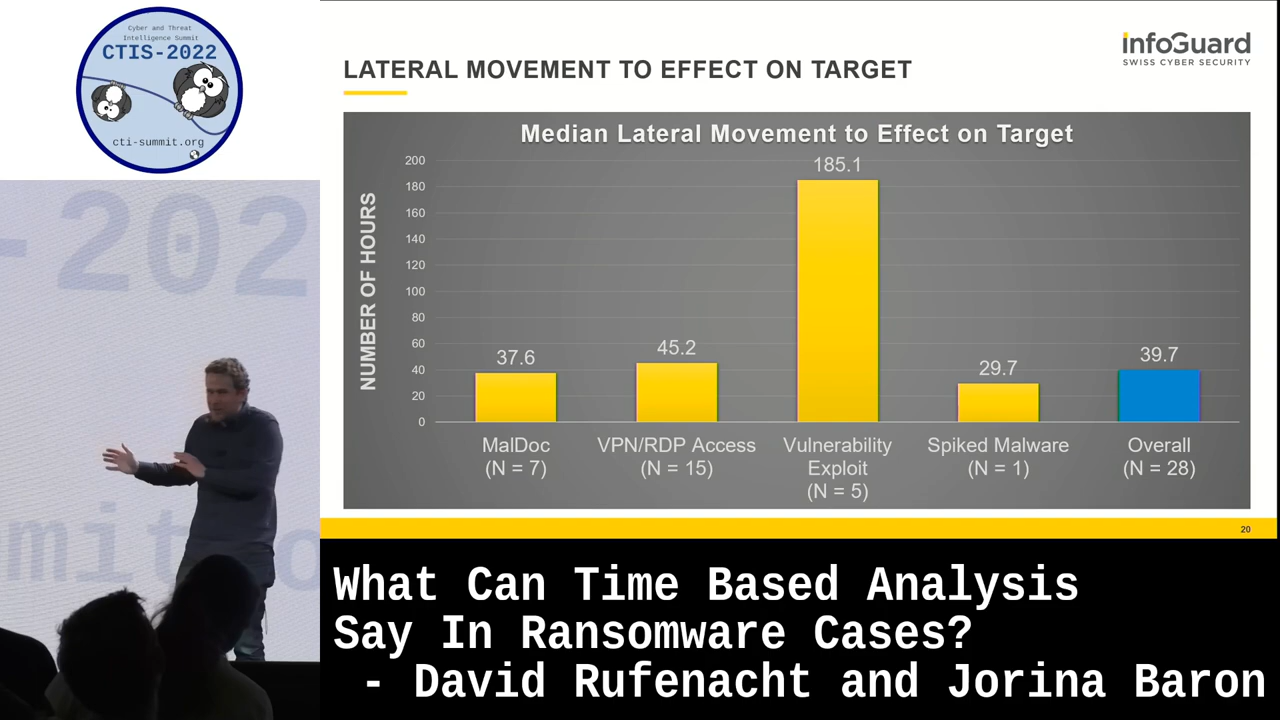 Cyber and Threat
Intelligence Summit
CTIS-2022
cti-summit.org
-202
mit
infoGuard
SWISS CYBER SECURITY
LATERAL MOVEMENT TO EFFECT ON TARGET
Median Lateral Movement to Effect on Target
NUMBER OF HOURS
200
180
160
140
120
100
80
60
40
20
0
37.6
45.2
185.1
29.7
39.7
MalDoc
(N = 7)
VPN/RDP Access
(N = 15)
Vulnerability
Exploit
(N = 5)
Spiked Malware
(N = 1)
Overall
(N = 28)
20
What Can Time Based Analysis
Say In Ransomware Cases?
- David Rufenacht and Jorina Baron